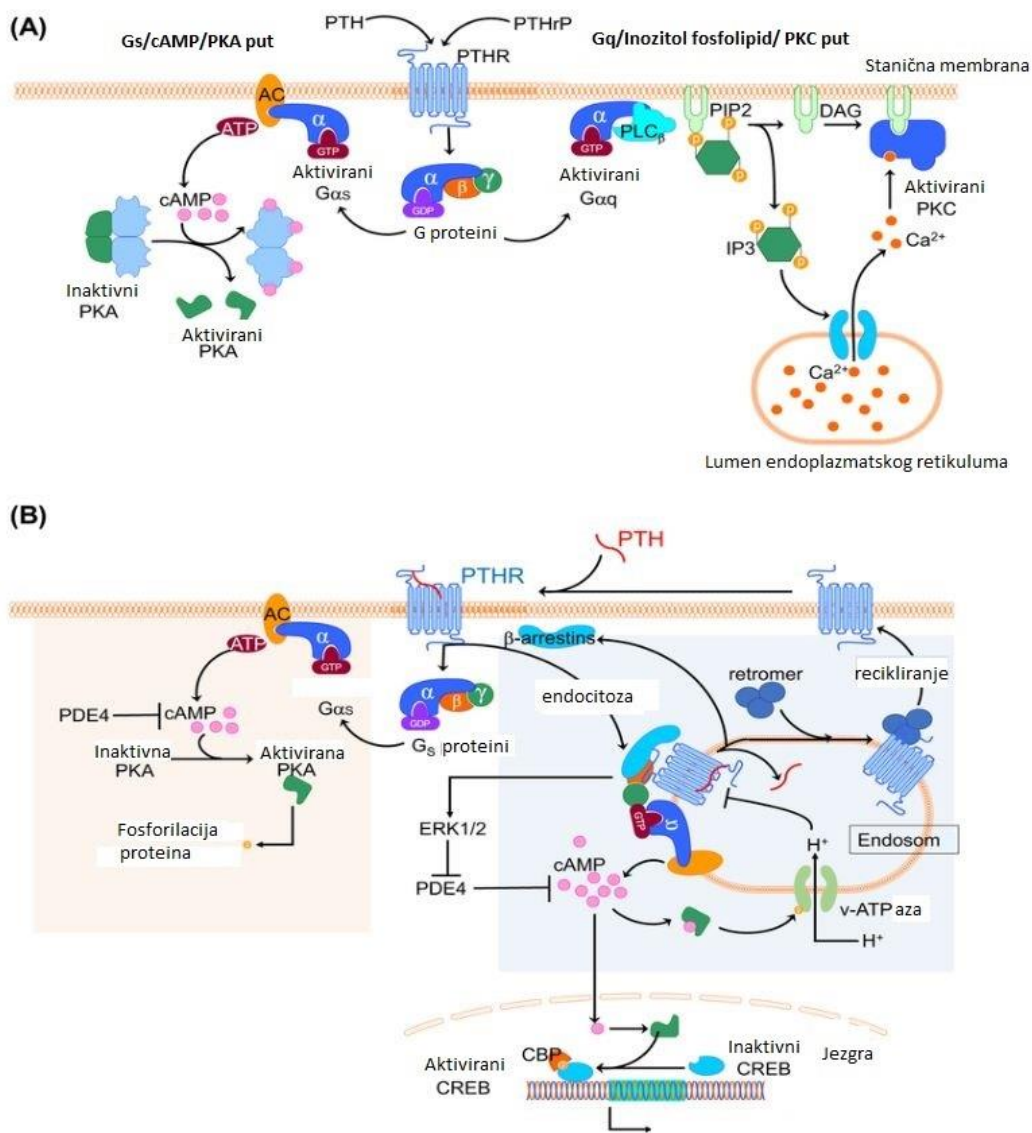 (A)
Gs/cAMP/PKA put
PTH
PTHrP
PTHR
Gq/Inozitol fosfolipid/ PKC put
Stanična membrana
AC
ATP
α
GTP
Aktivirani
Gαs
cAMP
Inaktivni
PKA
Aktivirani
PKA
α
β
γ
GDP
G proteini
α
GTP
PLCβ
Aktivirani
Gαq
PIP2
P
P
P
DAG
IP3
P
P
P
P
Aktivirani
PKC
Ca²⁺
Ca²⁺
Lumen endoplazmatskog retikuluma
(B)
PTH
PTHR
AC
ATP
α
GTP
β-arrestins
retromer
recikliranje
endocitoza
PDE4
cAMP
Gαs
α
β
γ
GDP
GS proteini
Inaktivna
PKA
Aktivirana
PKA
Fosforilacija
proteina
ERK1/2
PDE4
GTP
α
cAMP
H⁺
Endosom
v-ATPaza
H⁺
Aktivirani
CREB
CBP
Inaktivni
CREB
Jezgra